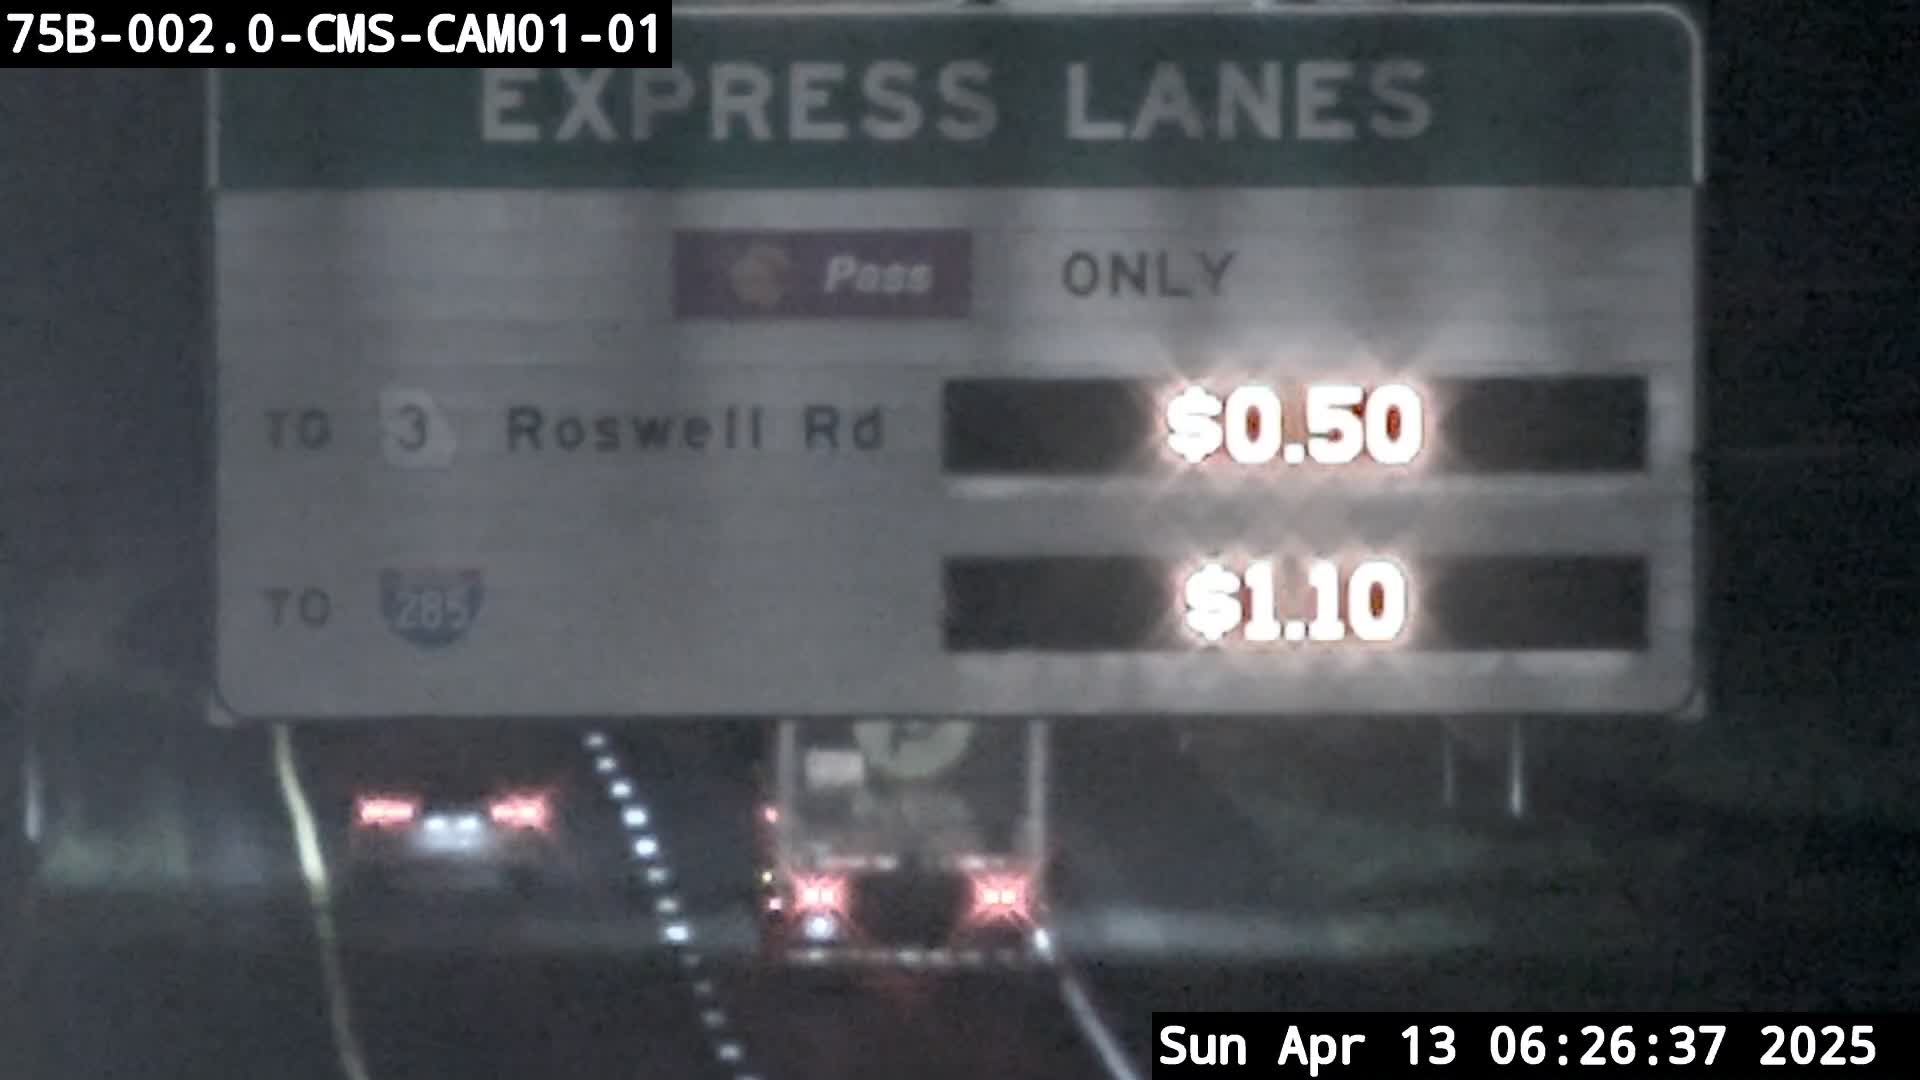 75B-002.0-CMS-CAM01-01
EXPRESS LANES
Pass ONLY
TO 3 Roswell Rd $0.50
TO 285 $1.10
Sun Apr 13 06:26:37 2025